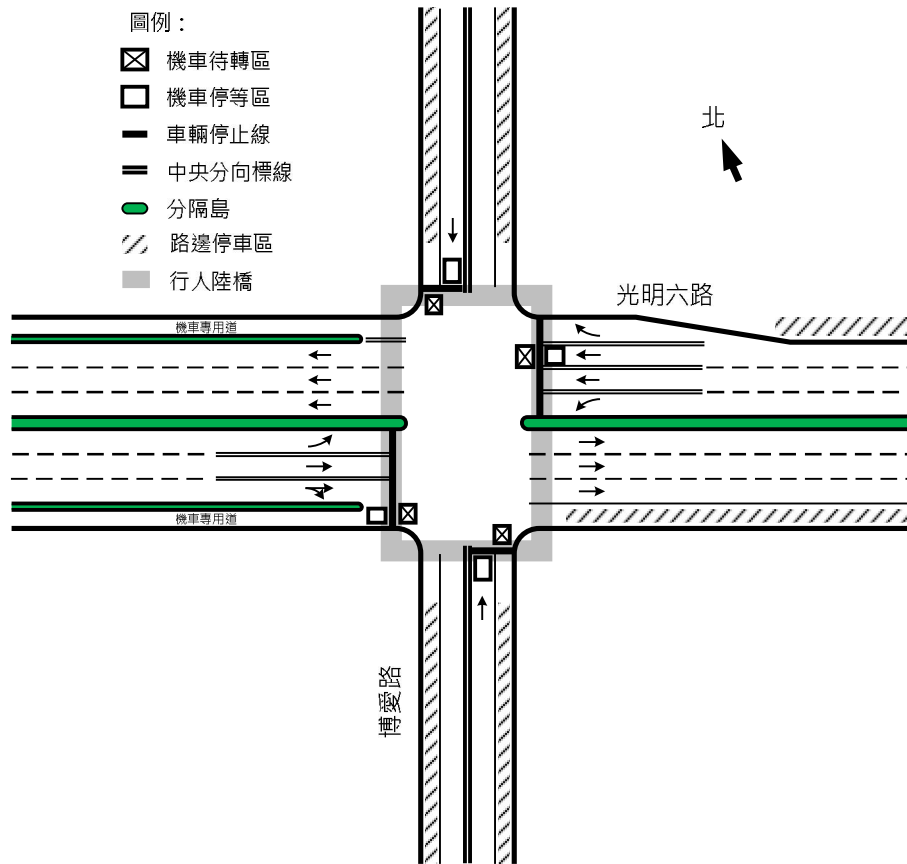 圖例：
機車待轉區
機車停等區
車輛停止線
中央分向標線
分隔島
路邊停車區
行人陸橋
北
光明六路
機車專用道
機車專用道
博愛路